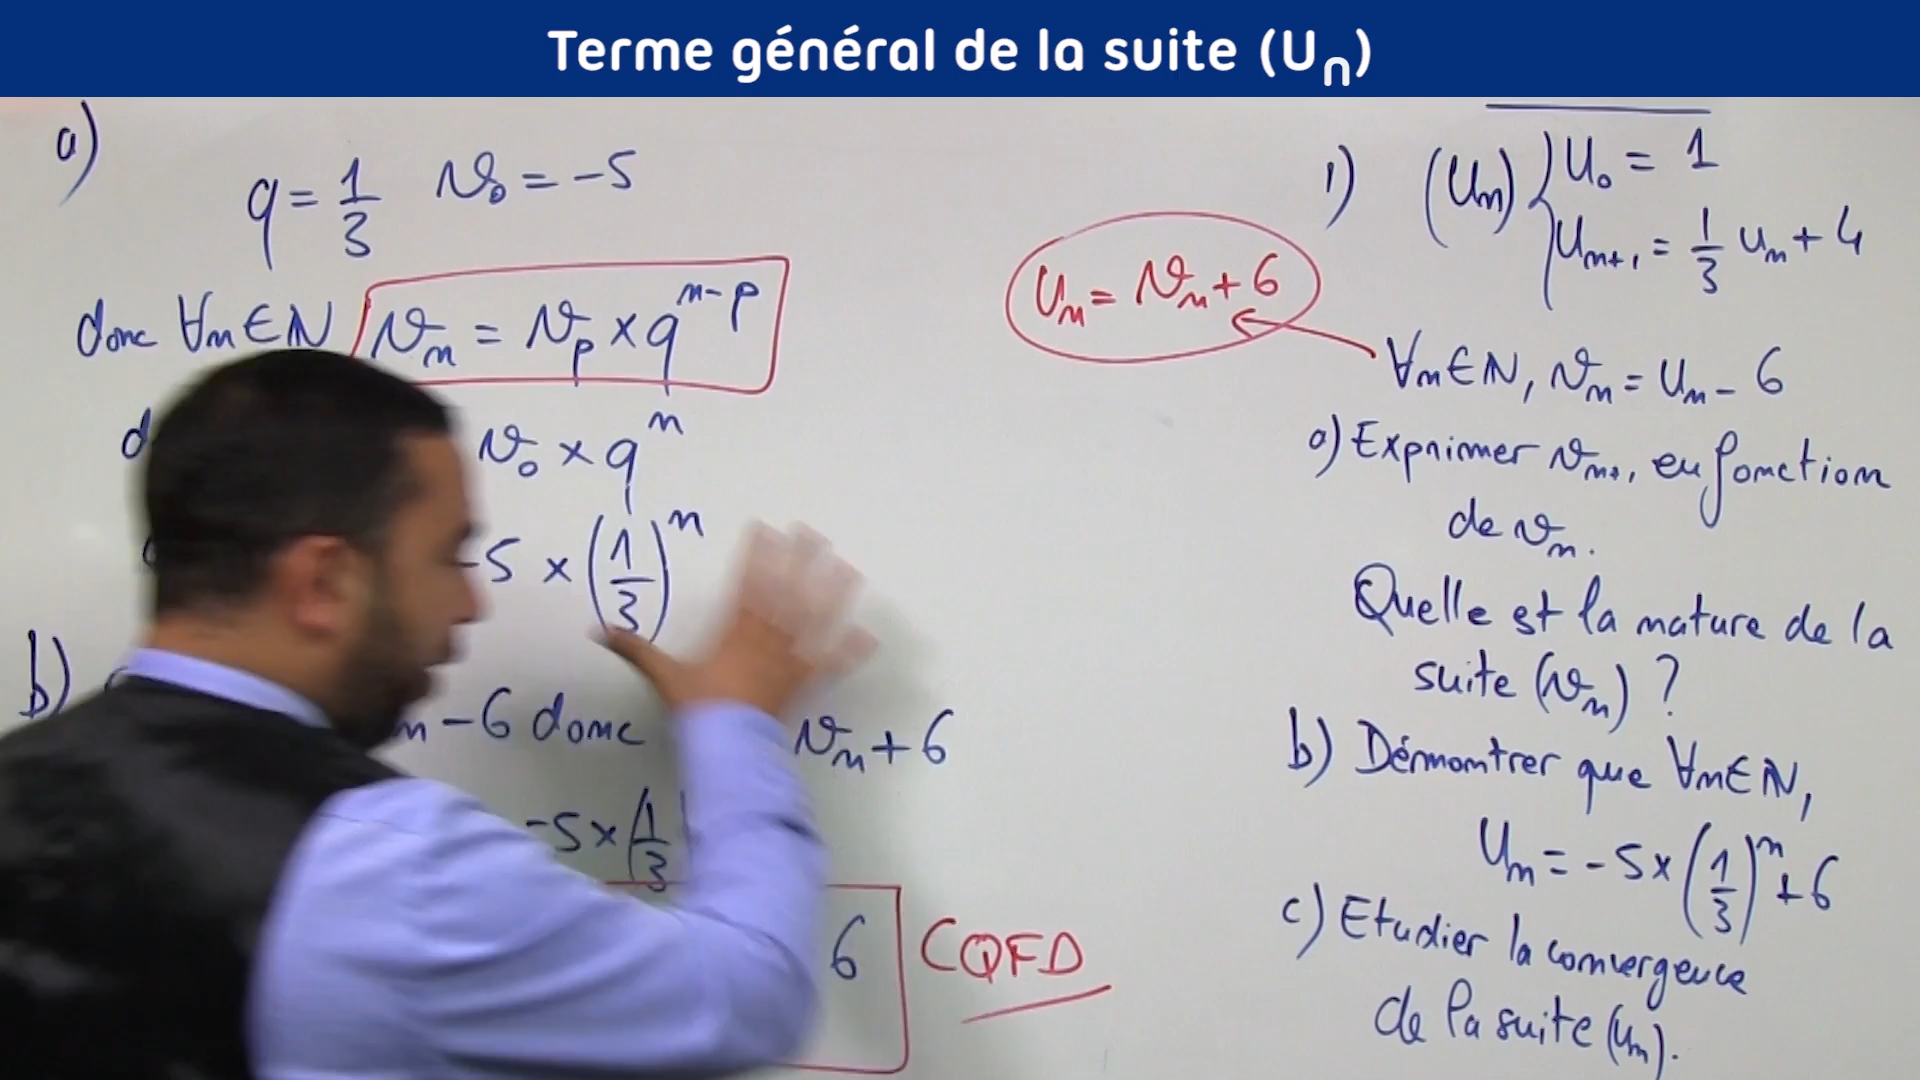 Terme général de la suite (Un)
a)
q = 1/3 v₀ = -5
donc ∀n∈ℕ vn = vp × q^(n-p)
d
v₀ × q^n
-5 × (1/3)^n
b)
n - 6 donc vn + 6
-5 × (1/3
6 CQFD
Un = vn + 6
1) (Un) { U₀ = 1
Un+1 = 1/3 un + 4
∀n∈ℕ, vn = Un - 6
a) Exprimer vn+1 en fonction
de vn.
Quelle est la nature de la
suite (vn) ?
b) Démontrer que ∀n∈ℕ,
Un = -5 × (1/3)^n + 6
c) Etudier la convergence
de la suite (un).